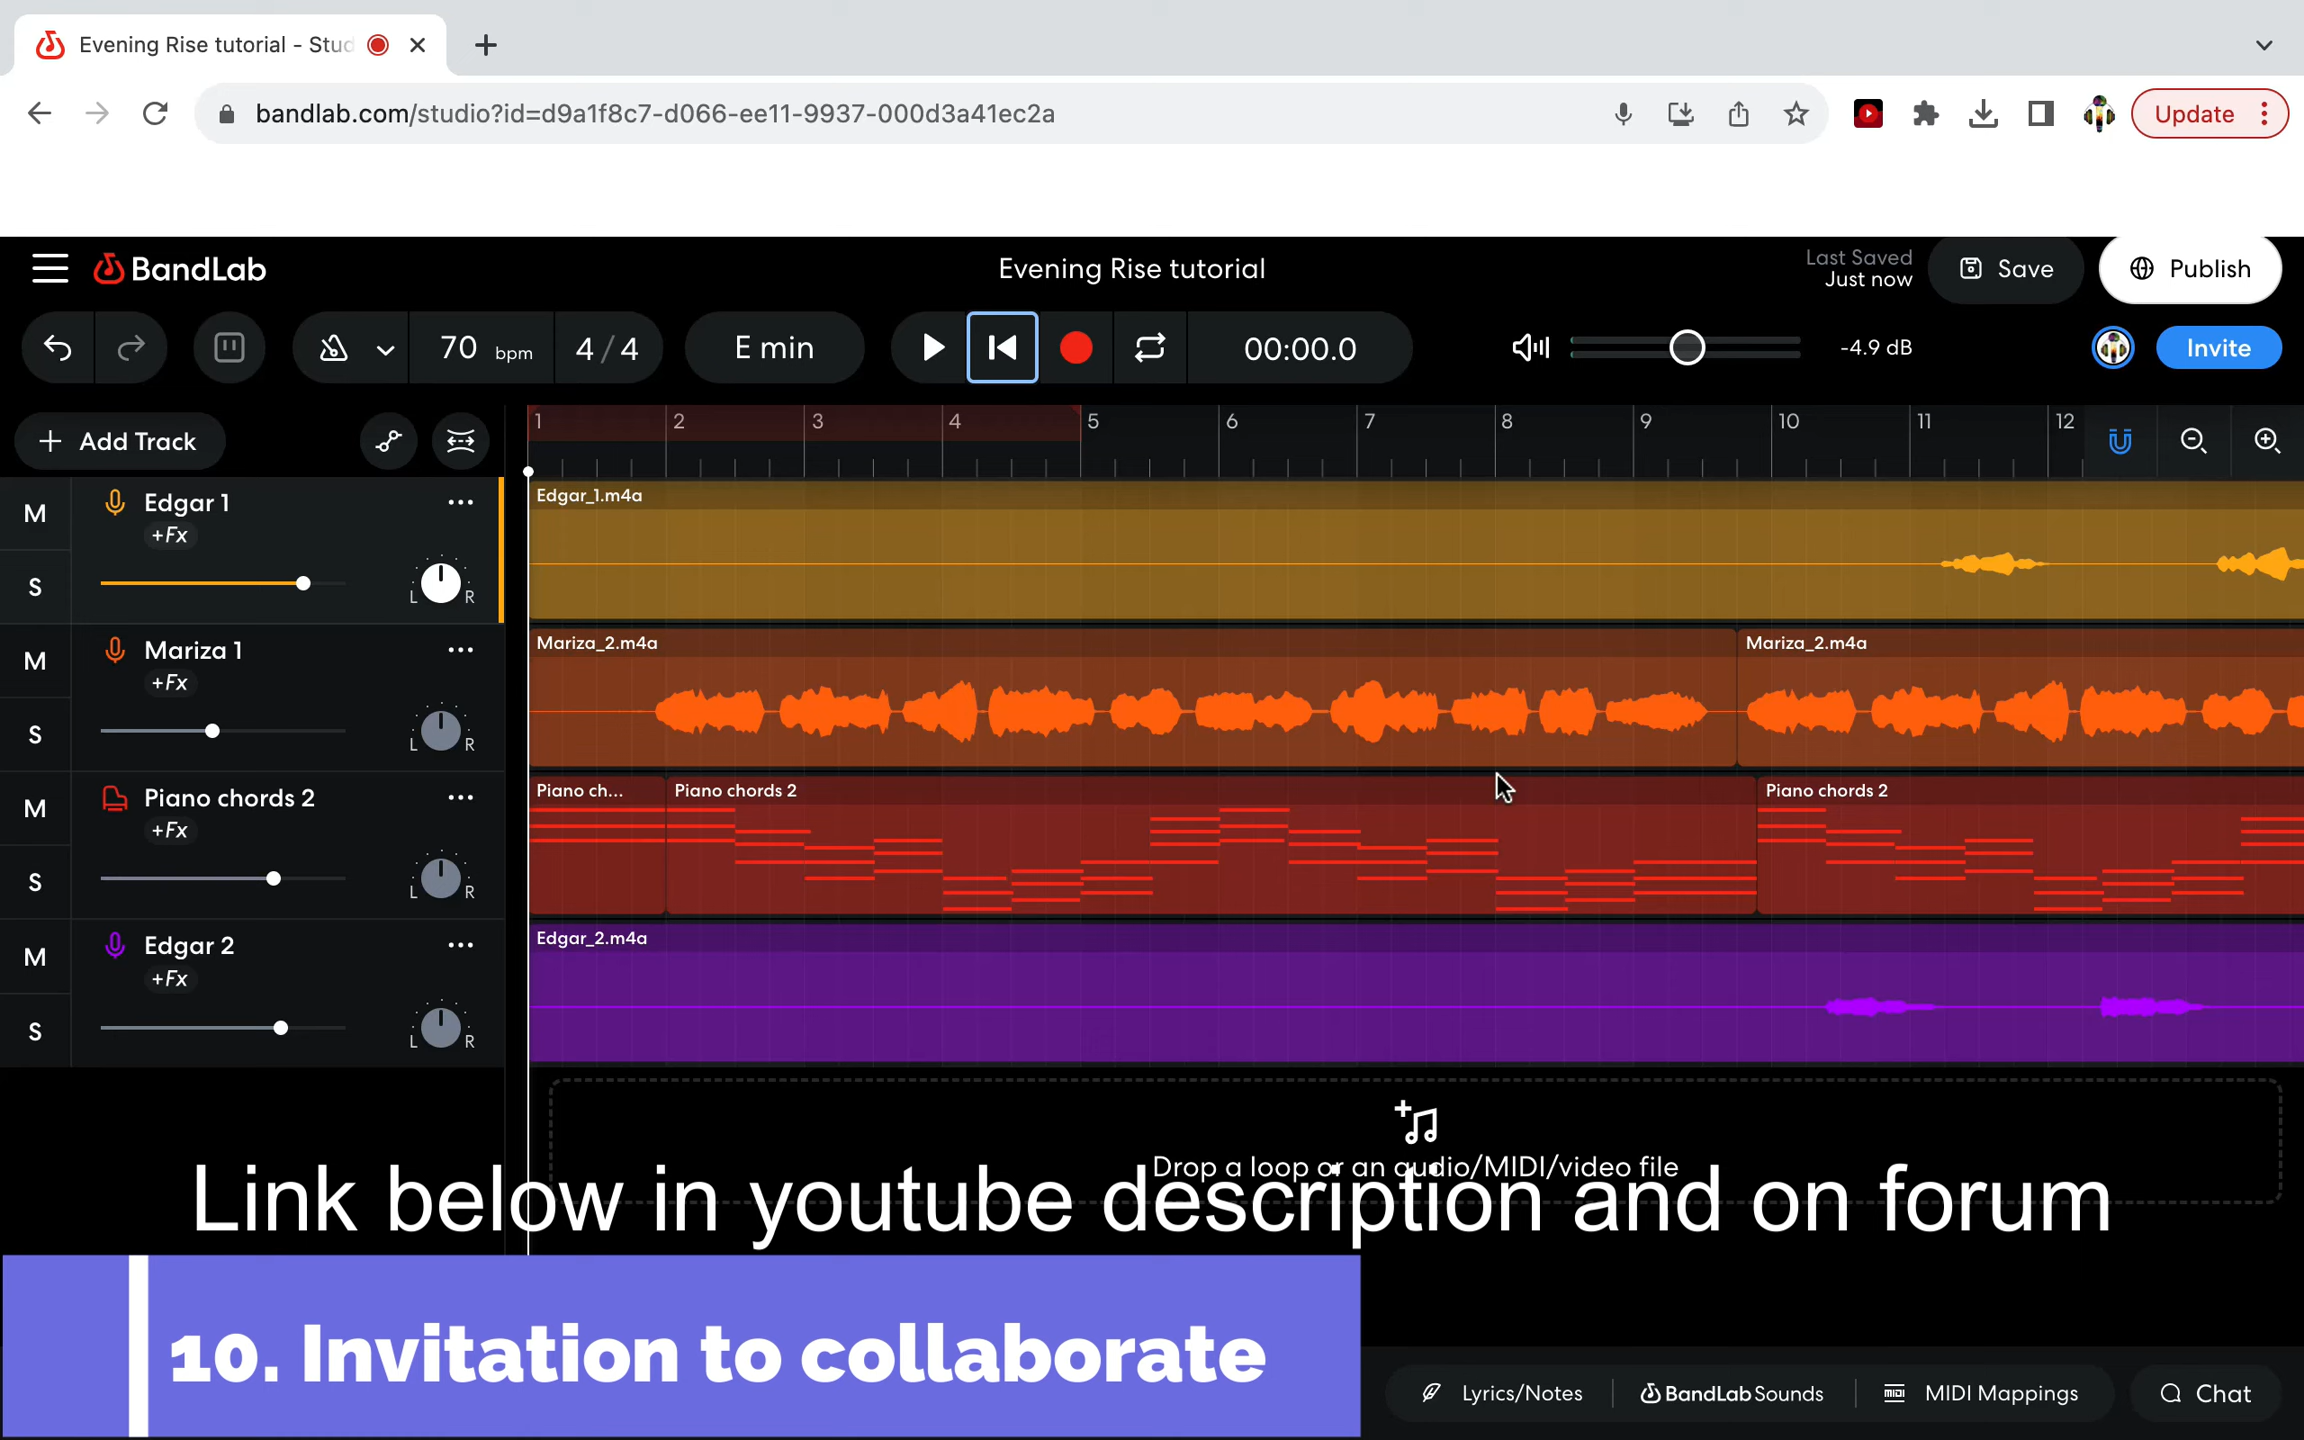 Evening Rise tutorial - Stud
bandlab.com/studio?id=d9a1f8c7-d066-ee11-9937-000d3a41ec2a
Update
BandLab
Evening Rise tutorial
Last Saved
Just now
Save
Publish
70 bpm
4/4
E min
00:00.0
-4.9 dB
Invite
Add Track
1 2 3 4 5 6 7 8 9 10 11 12
M
Edgar 1
+Fx
S
L R
Edgar_1.m4a
M
Mariza 1
+Fx
S
L R
Mariza_2.m4a
Mariza_2.m4a
M
Piano chords 2
+Fx
S
L R
Piano ch...
Piano chords 2
Piano chords 2
M
Edgar 2
+Fx
S
L R
Edgar_2.m4a
Drop a loop or an audio/MIDI/video file
Link below in youtube description and on forum
10. Invitation to collaborate
Lyrics/Notes
BandLab Sounds
MIDI Mappings
Chat